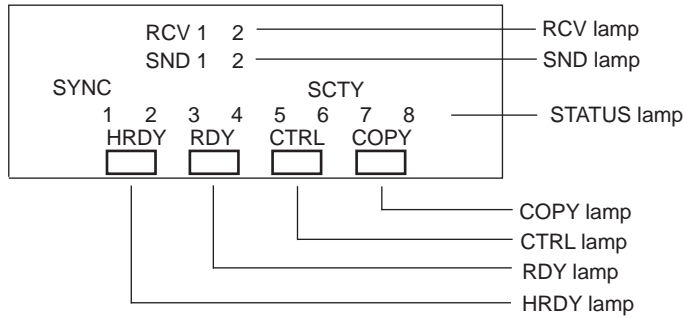 RCV 1 2 RCV lamp
SND 1 2 SND lamp
SYNC SCTY
1 2 3 4 5 6 7 8 STATUS lamp
HRDY RDY CTRL COPY
COPY lamp
CTRL lamp
RDY lamp
HRDY lamp